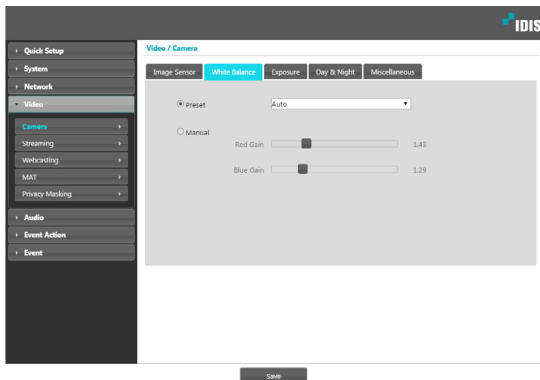 IDIS
Quick Setup
System
Network
Video
Camera
Streaming
Webcasting
MAT
Privacy Masking
Audio
Event Action
Event
Video / Camera
Image Sensor White Balance Exposure Day & Night Miscellaneous
Preset Auto
Manual
Red Gain 1.43
Blue Gain 1.29
Save